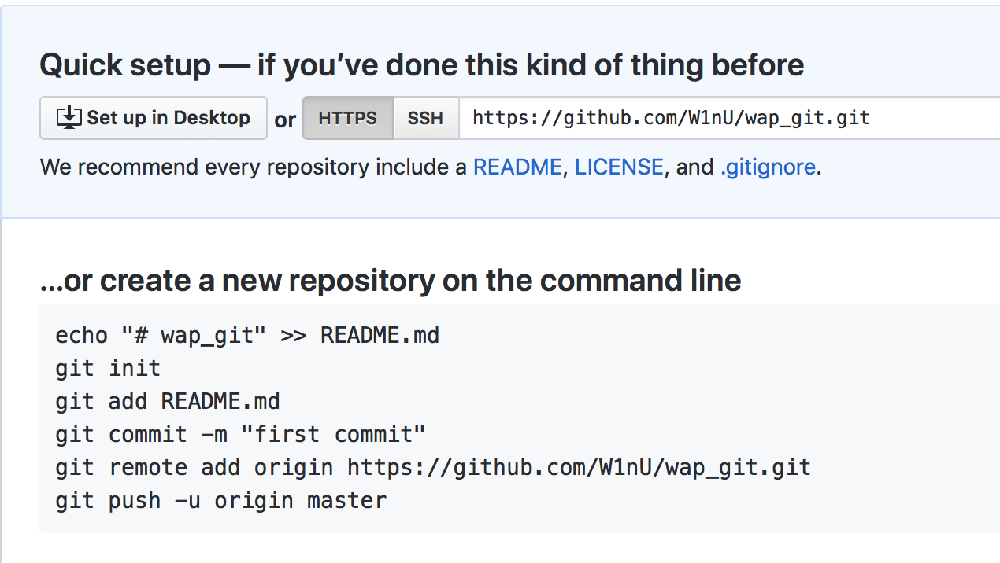 Quick setup — if you’ve done this kind of thing before
Set up in Desktop or HTTPS SSH https://github.com/W1nU/wap_git.git
We recommend every repository include a README, LICENSE, and .gitignore.
…or create a new repository on the command line
echo "# wap_git" >> README.md
git init
git add README.md
git commit -m "first commit"
git remote add origin https://github.com/W1nU/wap_git.git
git push -u origin master